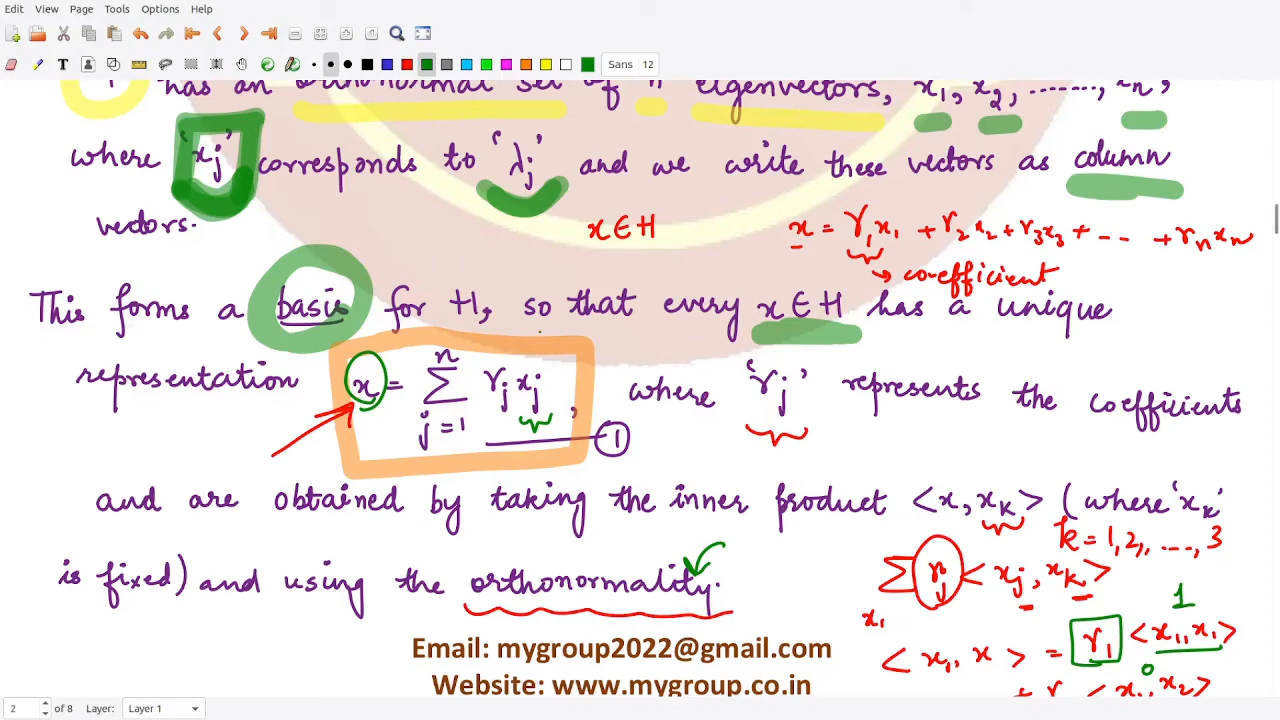 Edit View Page Tools Options Help
Sans 12
has an orthonormal set of 'n' eigenvectors, x₁, x₂, ......., xₙ,
where 'xⱼ' corresponds to 'λⱼ' and we write these vectors as column
vectors.
x ∈ H
x = γ₁x₁ + γ₂x₂ + γ₃x₃ + ... + γₙxₙ
→ coefficient
This forms a basis for H, so that every x ∈ H has a unique
representation x = Σⱼ₌₁ⁿ γⱼxⱼ, ——① where 'γⱼ' represents the coefficients
and are obtained by taking the inner product <x, xₖ> (where 'xₖ'
k = 1,2,....,3
is fixed) and using the orthonormality.
Σ γⱼ <xⱼ, xₖ>
x₁
1
<x₁, x> = γ₁ <x₁, x₁>
0
<x₁, x₂>
Email: mygroup2022@gmail.com
Website: www.mygroup.co.in
2 of 8 Layer: Layer 1